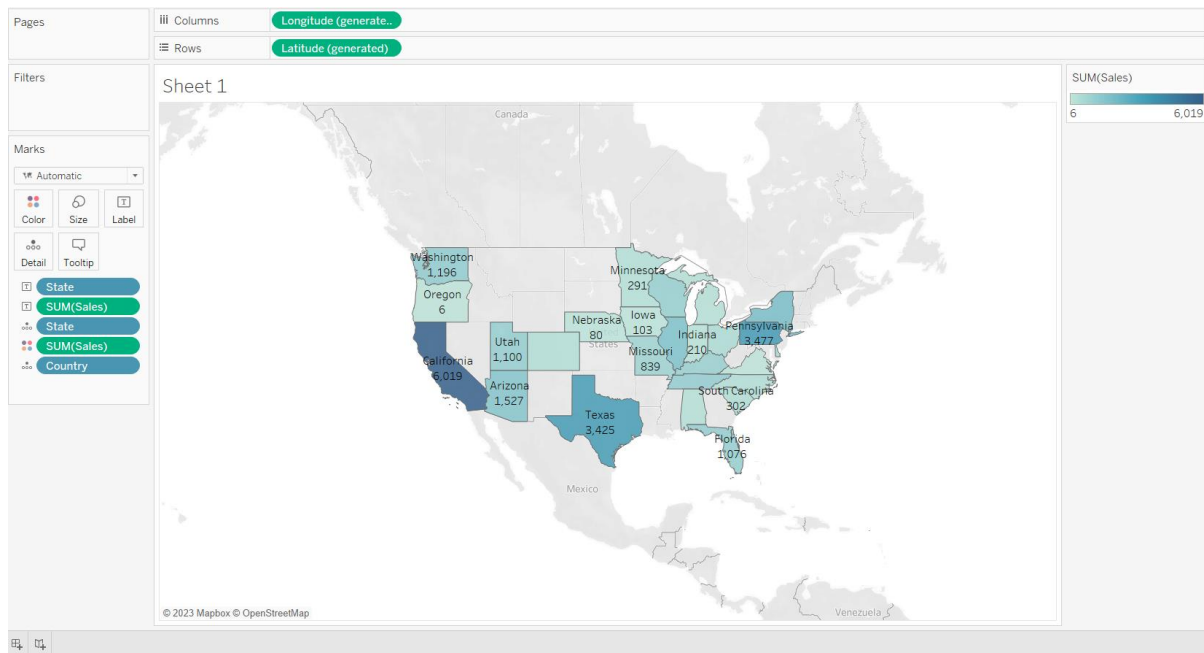 Pages
Columns
Longitude (generate..
Rows
Latitude (generated)
Filters
Sheet 1
SUM(Sales)
6 6,019
Marks
Automatic
Color Size Label
Detail Tooltip
State
SUM(Sales)
State
SUM(Sales)
Country
Canada
Washington
1,196
Oregon
6
Minnesota
291
Nebraska
80
Iowa
103
States
Missouri
839
Indiana
210
Pennsylvania
3,477
Utah
1,100
California
6,019
Arizona
1,527
Texas
3,425
South Carolina
302
Florida
1,076
Mexico
Venezuela
© 2023 Mapbox © OpenStreetMap